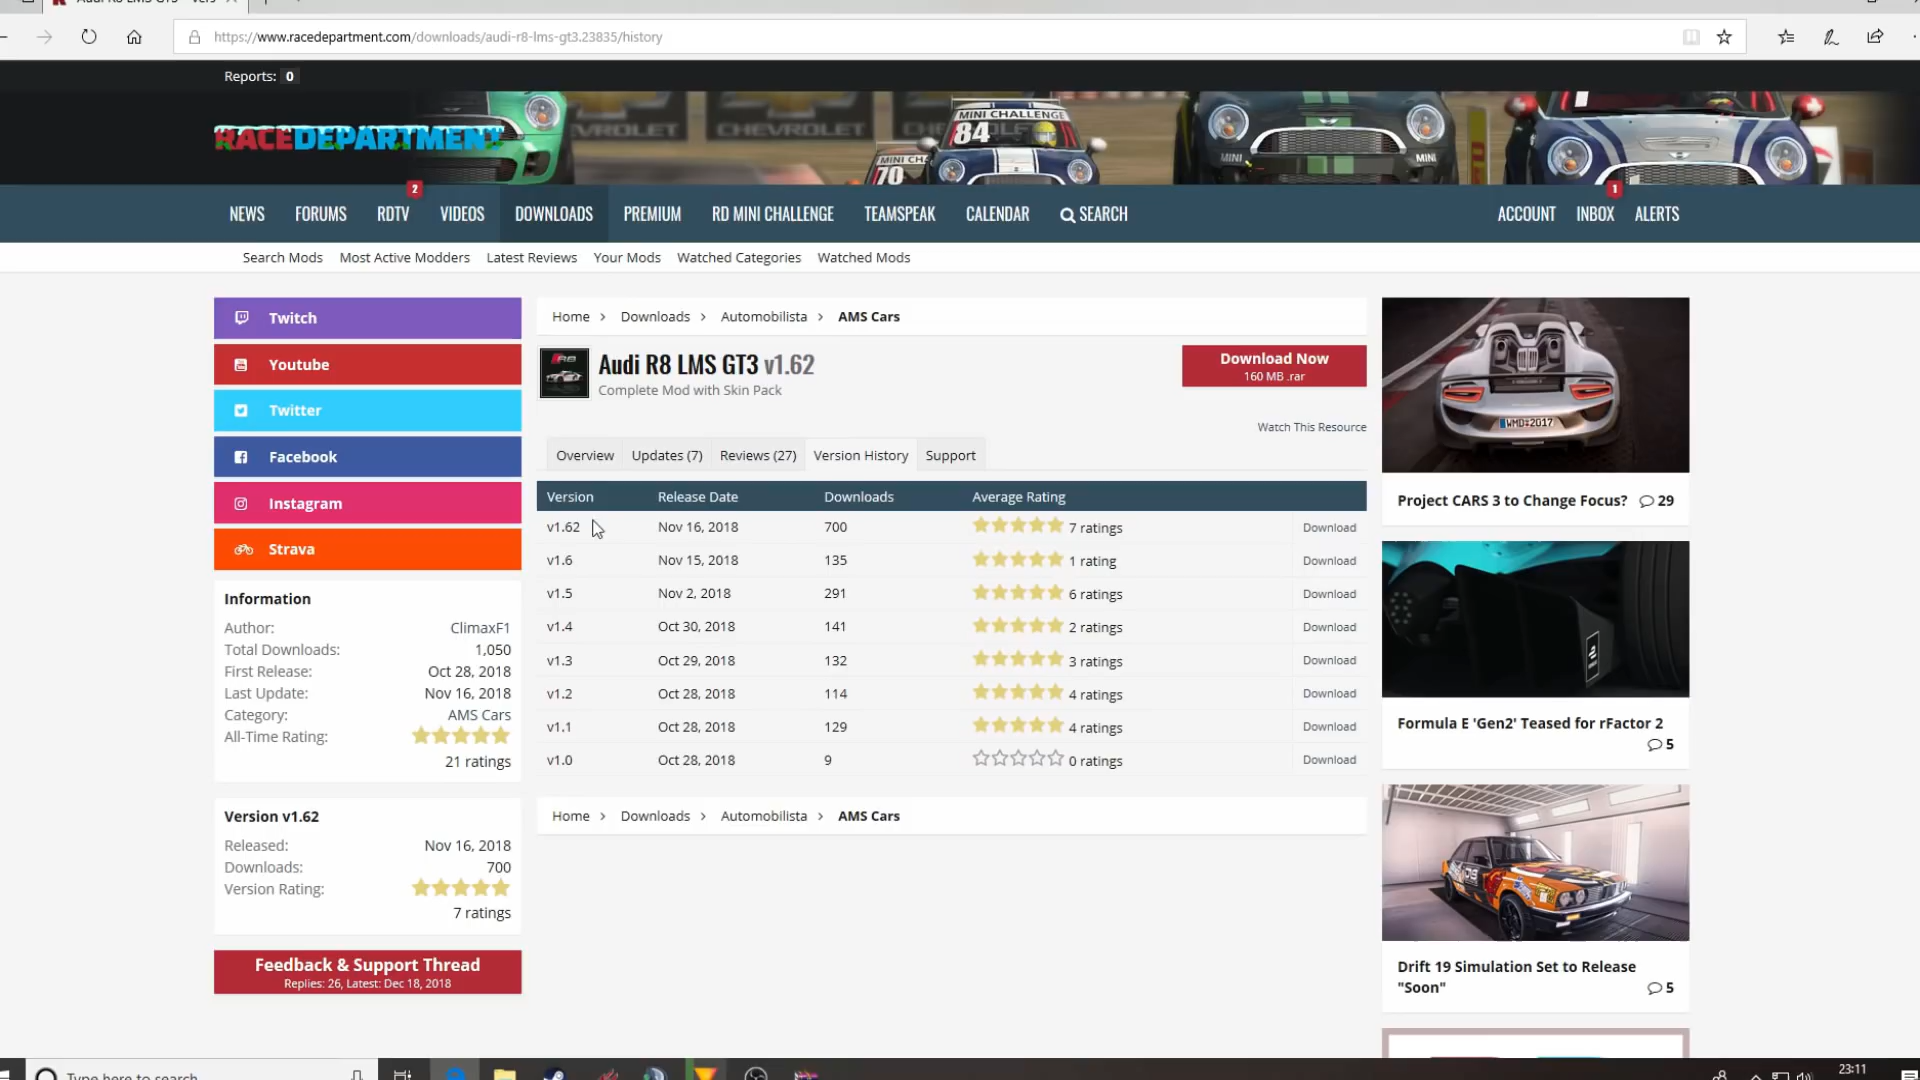 https://www.racedepartment.com/downloads/audi-r8-lms-gt3.23835/history
Reports: 0
RACEDEPARTMENT
CHEVROLET
MINI CHALLENGE
84
70
MINI
MINI
NEWS FORUMS RDTV 2 VIDEOS DOWNLOADS PREMIUM RD MINI CHALLENGE TEAMSPEAK CALENDAR SEARCH ACCOUNT INBOX 1 ALERTS
Search Mods Most Active Modders Latest Reviews Your Mods Watched Categories Watched Mods
Twitch
Youtube
Twitter
Facebook
Instagram
Strava
Information
Author: ClimaxF1
Total Downloads: 1,050
First Release: Oct 28, 2018
Last Update: Nov 16, 2018
Category: AMS Cars
All-Time Rating:
21 ratings
Version v1.62
Released: Nov 16, 2018
Downloads: 700
Version Rating:
7 ratings
Feedback & Support Thread
Replies: 26, Latest: Dec 18, 2018
Home > Downloads > Automobilista > AMS Cars
R8
Audi R8 LMS GT3 v1.62
Complete Mod with Skin Pack
Download Now
160 MB .rar
Watch This Resource
Overview Updates (7) Reviews (27) Version History Support
Version Release Date Downloads Average Rating
v1.62 Nov 16, 2018 700 7 ratings Download
v1.6 Nov 15, 2018 135 1 rating Download
v1.5 Nov 2, 2018 291 6 ratings Download
v1.4 Oct 30, 2018 141 2 ratings Download
v1.3 Oct 29, 2018 132 3 ratings Download
v1.2 Oct 28, 2018 114 4 ratings Download
v1.1 Oct 28, 2018 129 4 ratings Download
v1.0 Oct 28, 2018 9 0 ratings Download
Home > Downloads > Automobilista > AMS Cars
WMD2017
Project CARS 3 to Change Focus? 29
Formula E 'Gen2' Teased for rFactor 2
5
Drift 19 Simulation Set to Release
"Soon" 5
Type here to search
23:11